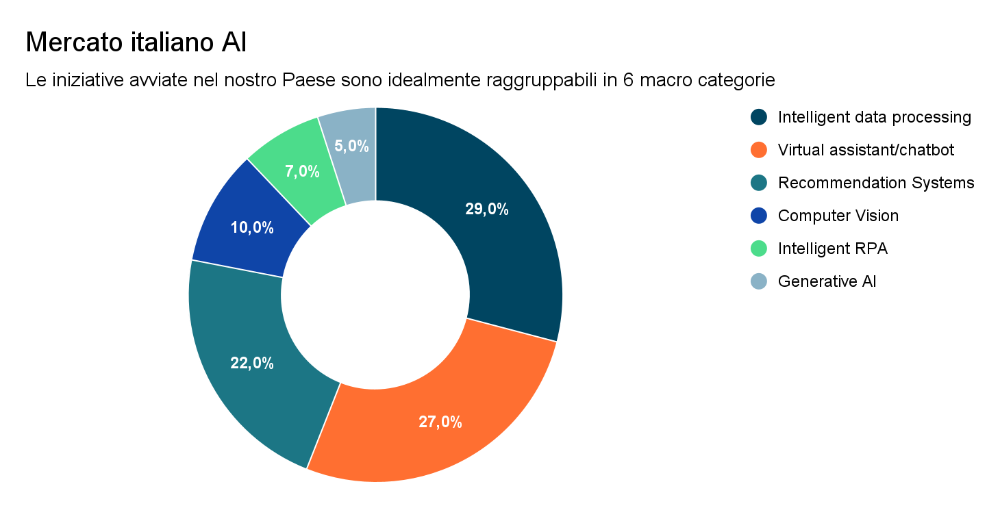 Mercato italiano AI
Le iniziative avviate nel nostro Paese sono idealmente raggruppabili in 6 macro categorie
Intelligent data processing
Virtual assistant/chatbot
Recommendation Systems
Computer Vision
Intelligent RPA
Generative AI
5,0%
7,0%
29,0%
10,0%
22,0%
27,0%